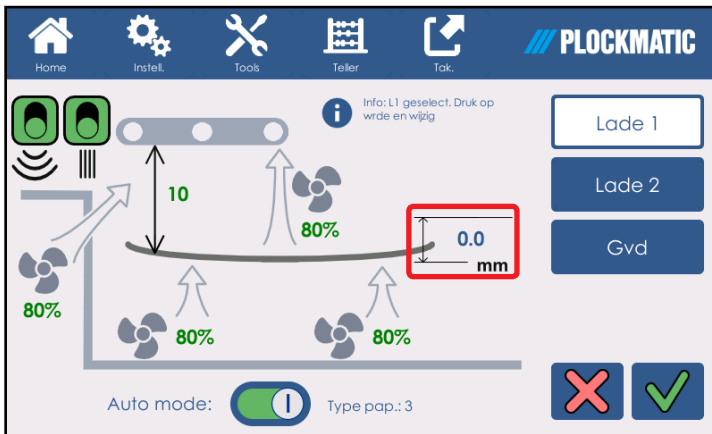 Home
Instell.
Tools
Teller
Tak.
PLOCKMATIC
Info: L1 geselect. Druk op
wrde en wijzig
Lade 1
10
Lade 2
80%
0.0
mm
Gvd
80%
80%
80%
Auto mode:
Type pap.: 3